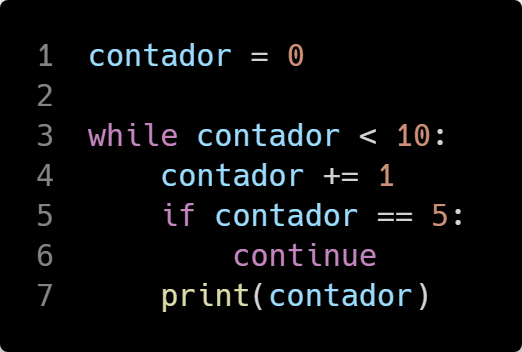 1 contador = 0
2
3 while contador < 10:
4     contador += 1
5     if contador == 5:
6         continue
7     print(contador)